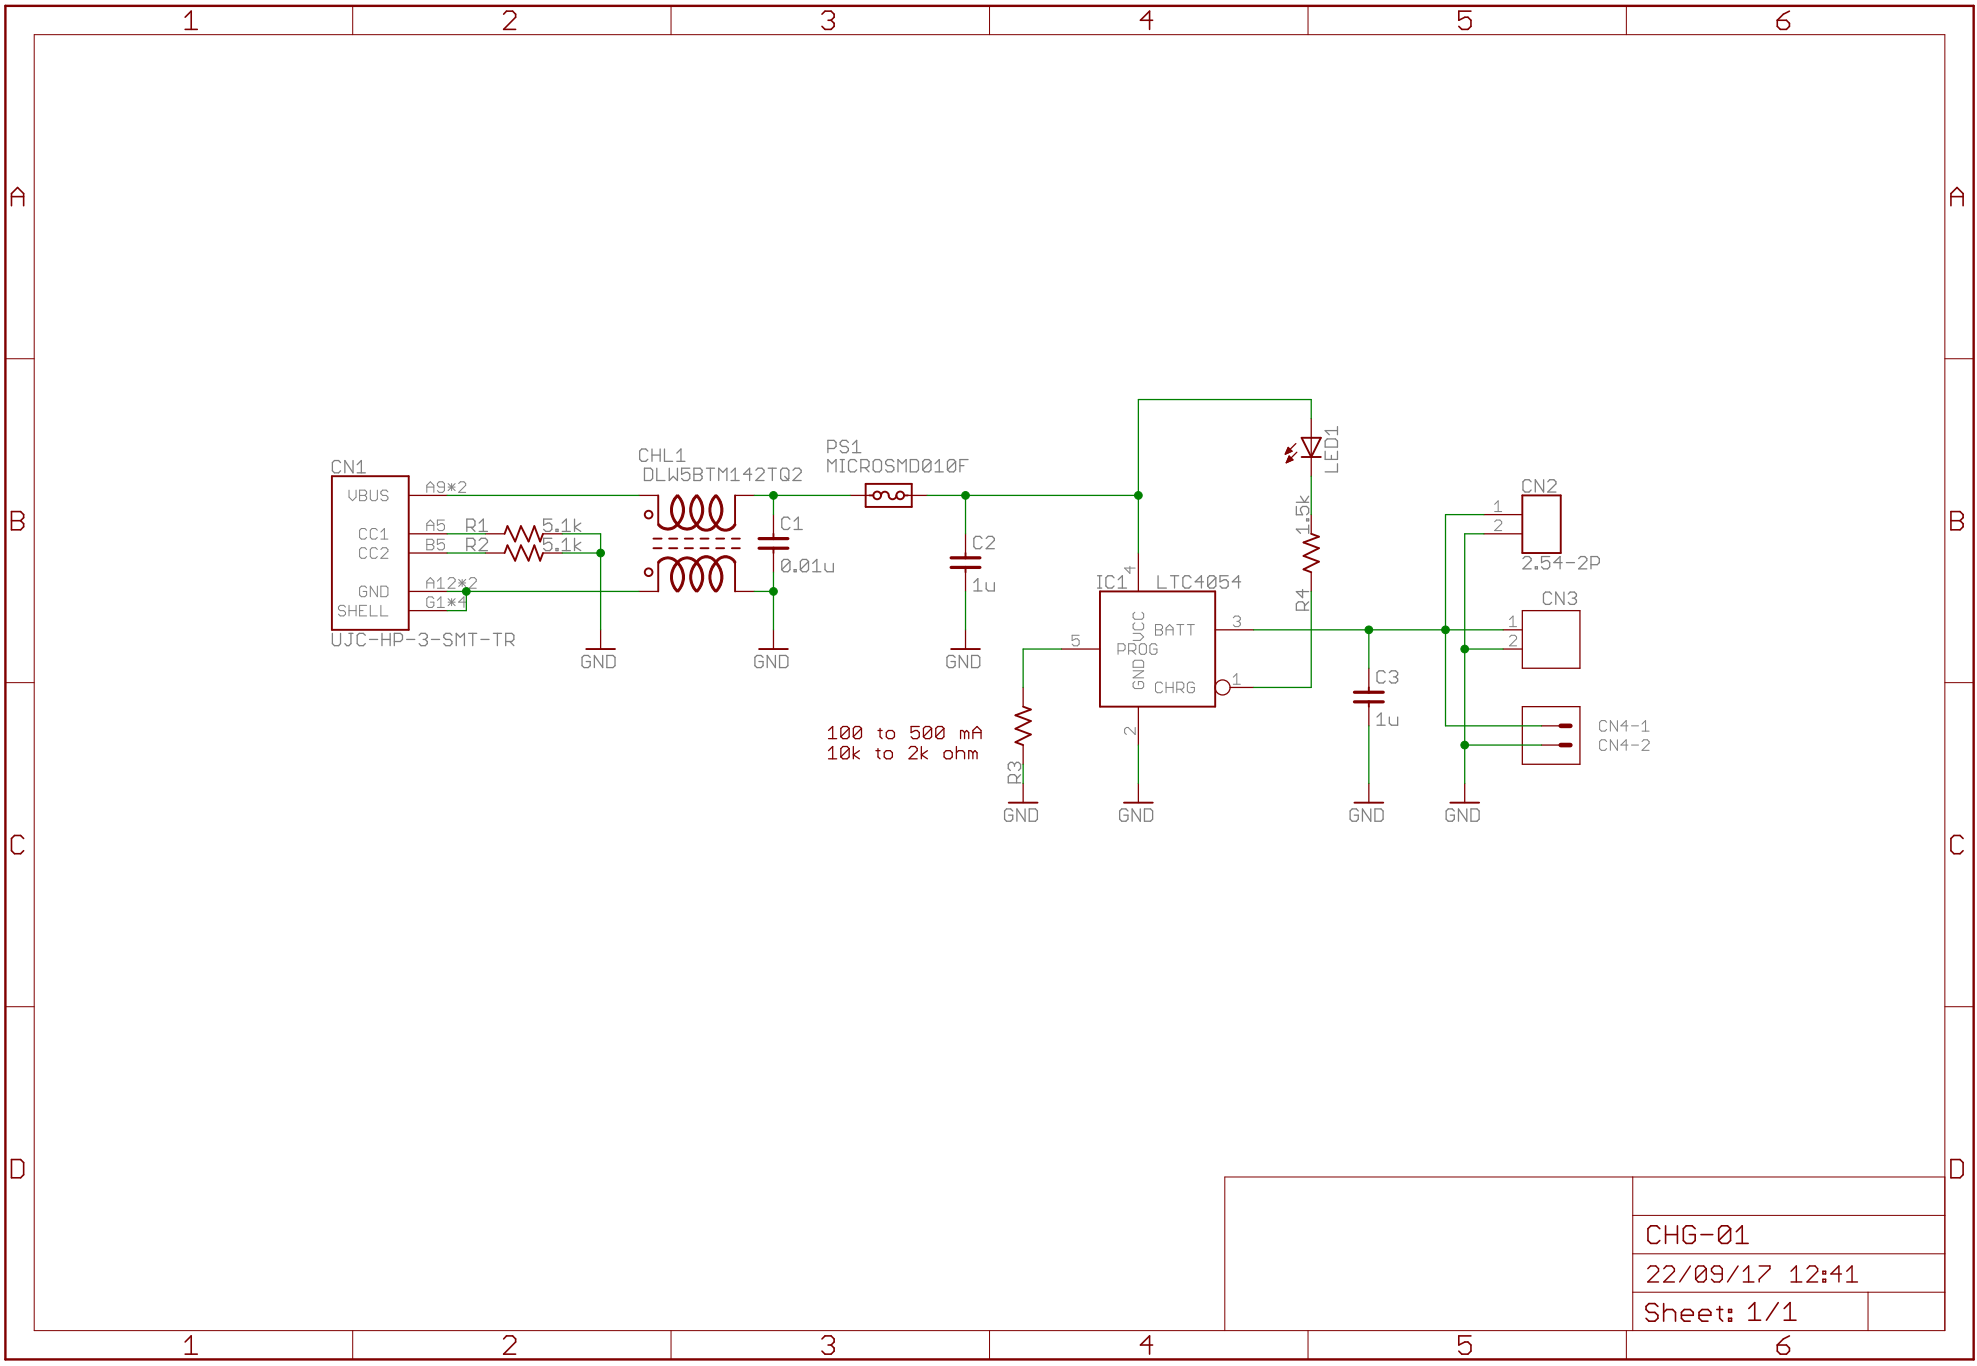 1 2 3 4 5 6
A A
B B
C C
D D
CN1
VBUS A9*2
CC1 A5 R1 5.1k
CC2 B5 R2 5.1k
GND A12*2
SHELL G1*4
UJC-HP-3-SMT-TR
GND
CHL1
DLW5BTM142TQ2
C1
0.01u
GND
PS1
MICROSMD010F
C2
1u
GND
100 to 500 mA
10k to 2k ohm
R3
GND
IC1 LTC4054
4
VCC
BATT 3
5 PROG
GND
CHRG 1
2
GND
LED1
1.5k
R4
C3
1u
GND
CN2
1
2
2.54-2P
CN3
1
2
CN4-1
CN4-2
GND
CHG-01
22/09/17 12:41
Sheet: 1/1
1 2 3 4 5 6